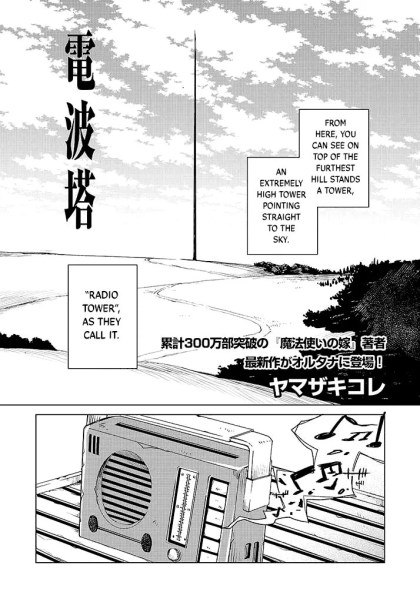 電波塔
FROM
HERE, YOU
CAN SEE ON
TOP OF THE
FURTHEST
HILL STANDS
A TOWER,
AN
EXTREMELY
HIGH TOWER
POINTING
STRAIGHT
TO THE
SKY.
"RADIO
TOWER",
AS THEY
CALL IT.
累計300万部突破の『魔法使いの嫁』著者
最新作がオルタナに登場!
ヤマザキコレ